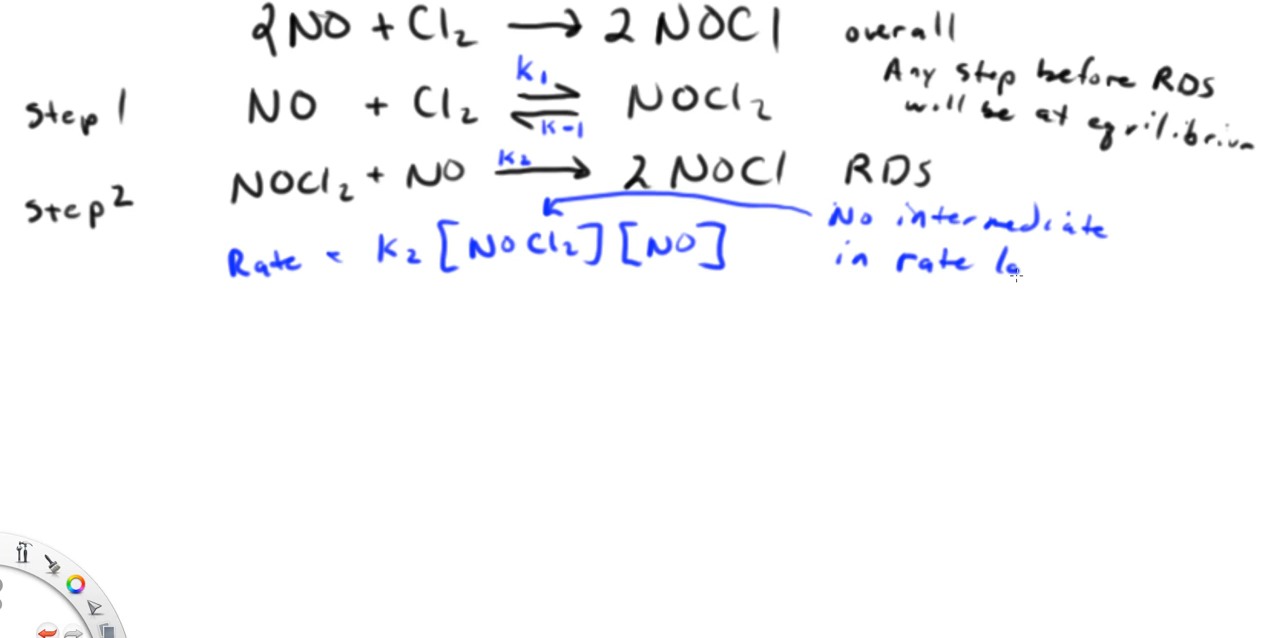 2NO + Cl₂ → 2 NOCl overall
Any step before RDS
will be at equilibrium
k₁
Step 1 NO + Cl₂ ⇌ NOCl₂
k-1
k₂
Step 2 NOCl₂ + NO → 2 NOCl RDS
No intermediate
Rate = k₂ [NOCl₂] [NO]
in rate la